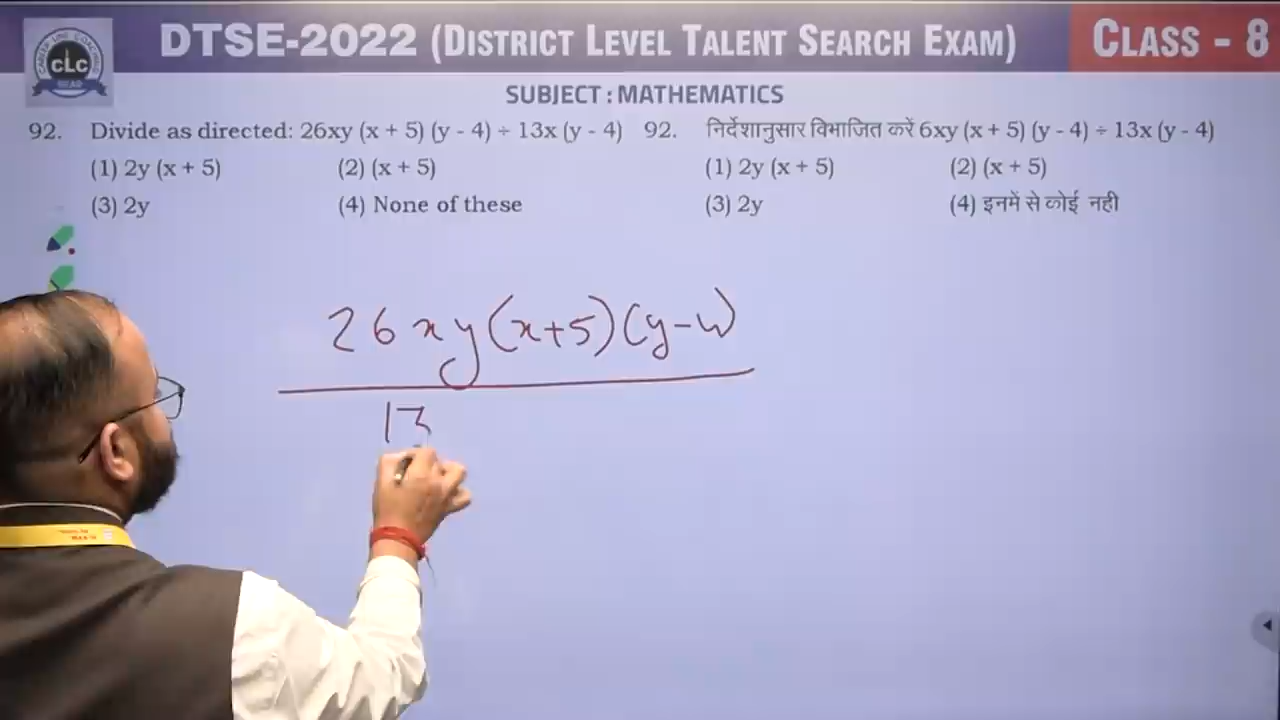 DTSE-2022 (DISTRICT LEVEL TALENT SEARCH EXAM) CLASS - 8
cLc
SUBJECT : MATHEMATICS
92. Divide as directed: 26xy (x + 5) (y - 4) ÷ 13x (y - 4)
(1) 2y (x + 5) (2) (x + 5)
(3) 2y (4) None of these
92. निर्देशानुसार विभाजित करें 6xy (x + 5) (y - 4) ÷ 13x (y - 4)
(1) 2y (x + 5) (2) (x + 5)
(3) 2y (4) इनमें से कोई नही
26xy(x+5)(y-4)
13